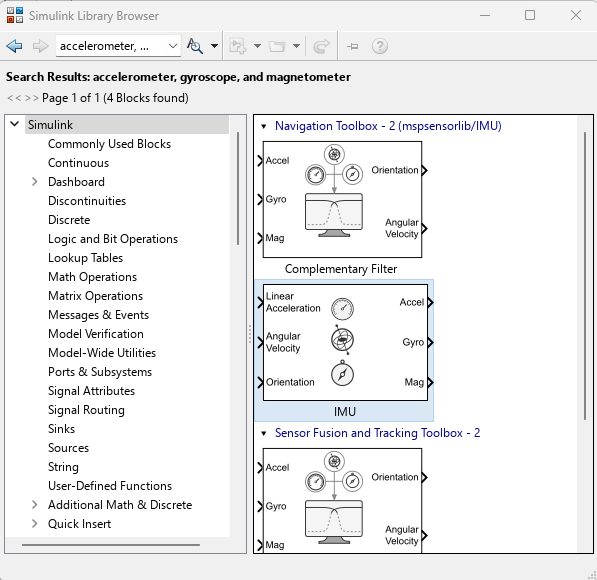 Simulink Library Browser
accelerometer, ...
Search Results: accelerometer, gyroscope, and magnetometer
<< >> Page 1 of 1 (4 Blocks found)
Simulink
Commonly Used Blocks
Continuous
Dashboard
Discontinuities
Discrete
Logic and Bit Operations
Lookup Tables
Math Operations
Matrix Operations
Messages & Events
Model Verification
Model-Wide Utilities
Ports & Subsystems
Signal Attributes
Signal Routing
Sinks
Sources
String
User-Defined Functions
Additional Math & Discrete
Quick Insert
Navigation Toolbox - 2 (mspsensorlib/IMU)
Accel
Orientation
Gyro
Angular
Velocity
Mag
Complementary Filter
Linear
Acceleration
Accel
Angular
Velocity
Gyro
Orientation
Mag
IMU
Sensor Fusion and Tracking Toolbox - 2
Accel
Orientation
Gyro
Angular
Velocity
Mag